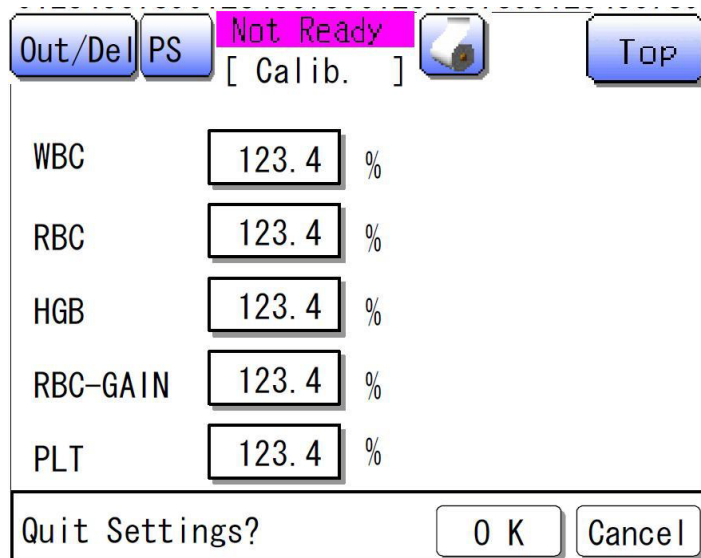 Out/Del PS Not Ready Top
[ Calib. ]
WBC 123.4 %
RBC 123.4 %
HGB 123.4 %
RBC-GAIN 123.4 %
PLT 123.4 %
Quit Settings? OK Cancel